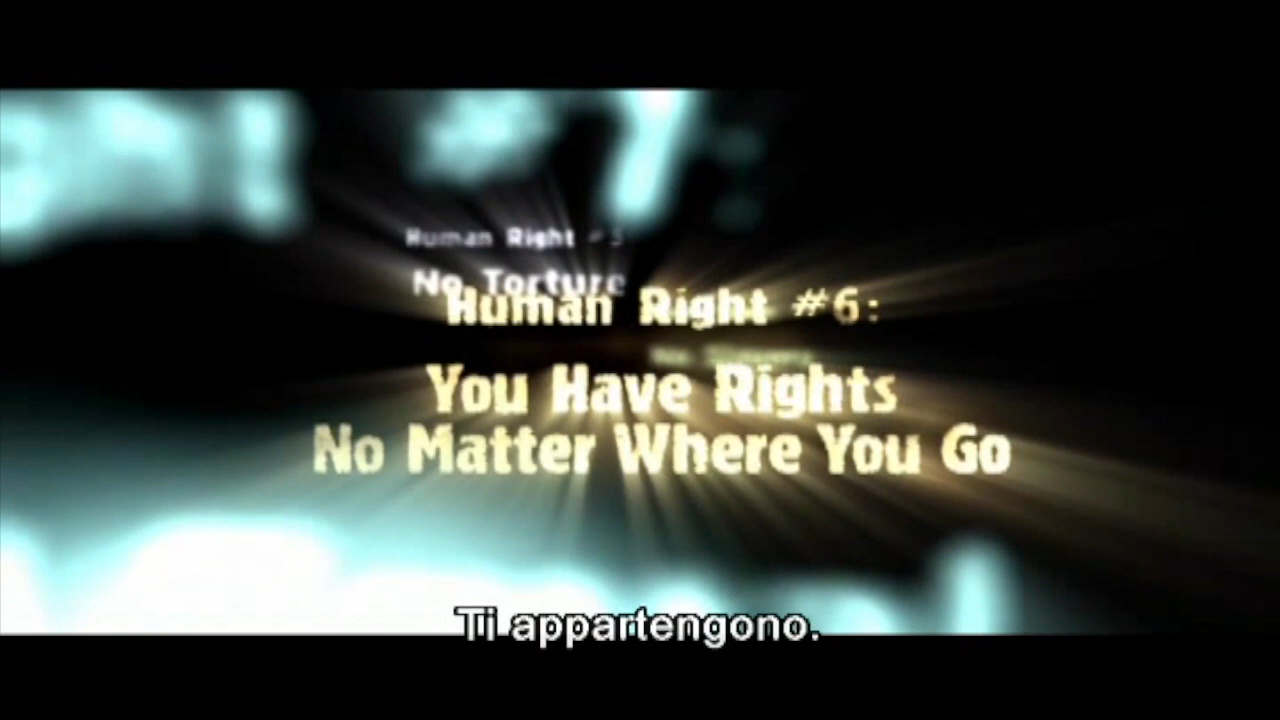 Human Right #5
No Torture
Human Right #6:
You Have Rights
No Matter Where You Go
Ti appartengono.